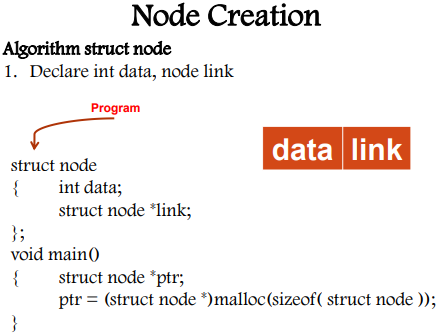 Node Creation
Algorithm struct node
1. Declare int data, node link
Program
data link
struct node
{ int data;
struct node *link;
};
void main()
{ struct node *ptr;
ptr = (struct node *)malloc(sizeof( struct node ));
}